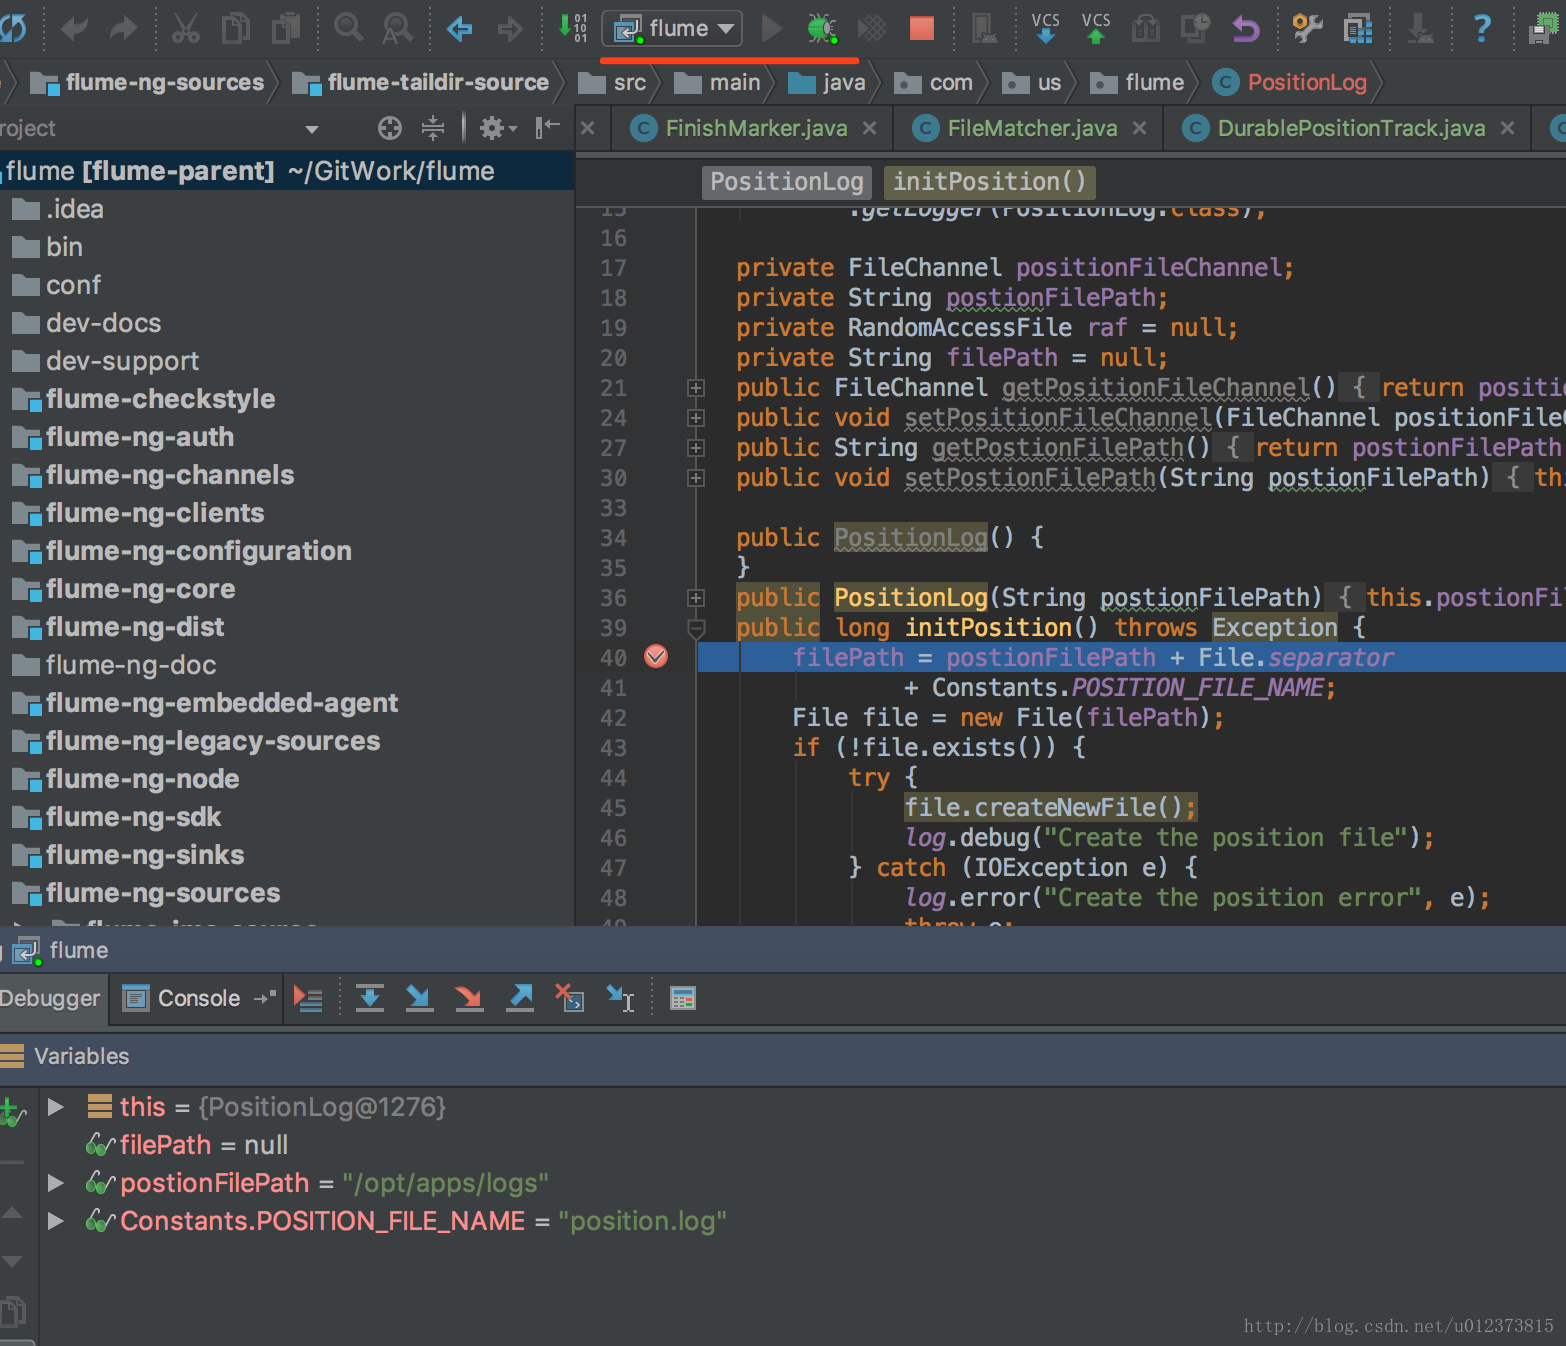 flume
VCS VCS
flume-ng-sources flume-taildir-source src main java com us flume PositionLog
roject
FinishMarker.java FileMatcher.java DurablePositionTrack.java
flume [flume-parent] ~/GitWork/flume
.idea
bin
conf
dev-docs
dev-support
flume-checkstyle
flume-ng-auth
flume-ng-channels
flume-ng-clients
flume-ng-configuration
flume-ng-core
flume-ng-dist
flume-ng-doc
flume-ng-embedded-agent
flume-ng-legacy-sources
flume-ng-node
flume-ng-sdk
flume-ng-sinks
flume-ng-sources
flume-jms-source
PositionLog initPosition()
15 .getLogger(PositionLog.class);
16
17 private FileChannel positionFileChannel;
18 private String postionFilePath;
19 private RandomAccessFile raf = null;
20 private String filePath = null;
21 public FileChannel getPositionFileChannel() { return positio
24 public void setPositionFileChannel(FileChannel positionFileC
27 public String getPostionFilePath() { return postionFilePath
30 public void setPostionFilePath(String postionFilePath) { thi
33
34 public PositionLog() {
35 }
36 public PositionLog(String postionFilePath) { this.postionFil
39 public long initPosition() throws Exception {
40 filePath = postionFilePath + File.separator
41 + Constants.POSITION_FILE_NAME;
42 File file = new File(filePath);
43 if (!file.exists()) {
44 try {
45 file.createNewFile();
46 log.debug("Create the position file");
47 } catch (IOException e) {
48 log.error("Create the position error", e);
49 throw e;
flume
Debugger Console
Variables
this = {PositionLog@1276}
filePath = null
postionFilePath = "/opt/apps/logs"
Constants.POSITION_FILE_NAME = "position.log"
http://blog.csdn.net/u012373815